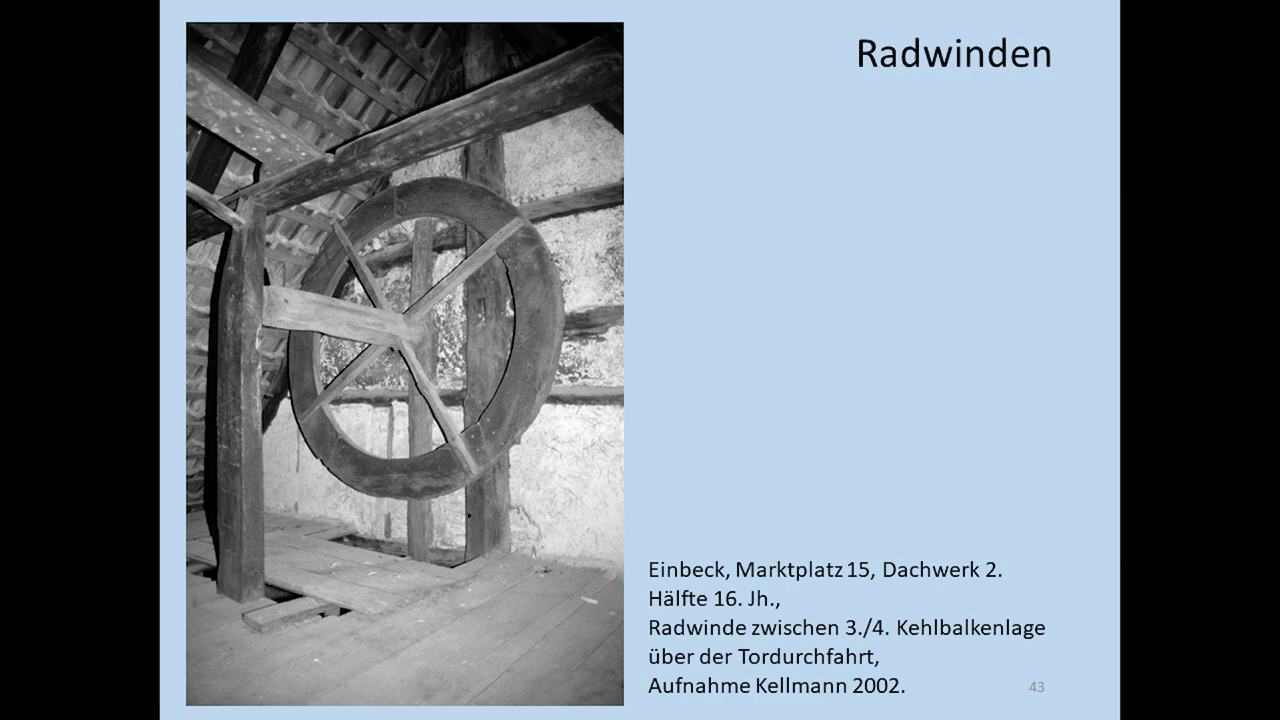 Radwinden
Einbeck, Marktplatz 15, Dachwerk 2.
Hälfte 16. Jh.,
Radwinde zwischen 3./4. Kehlbalkenlage
über der Tordurchfahrt,
Aufnahme Kellmann 2002.
43